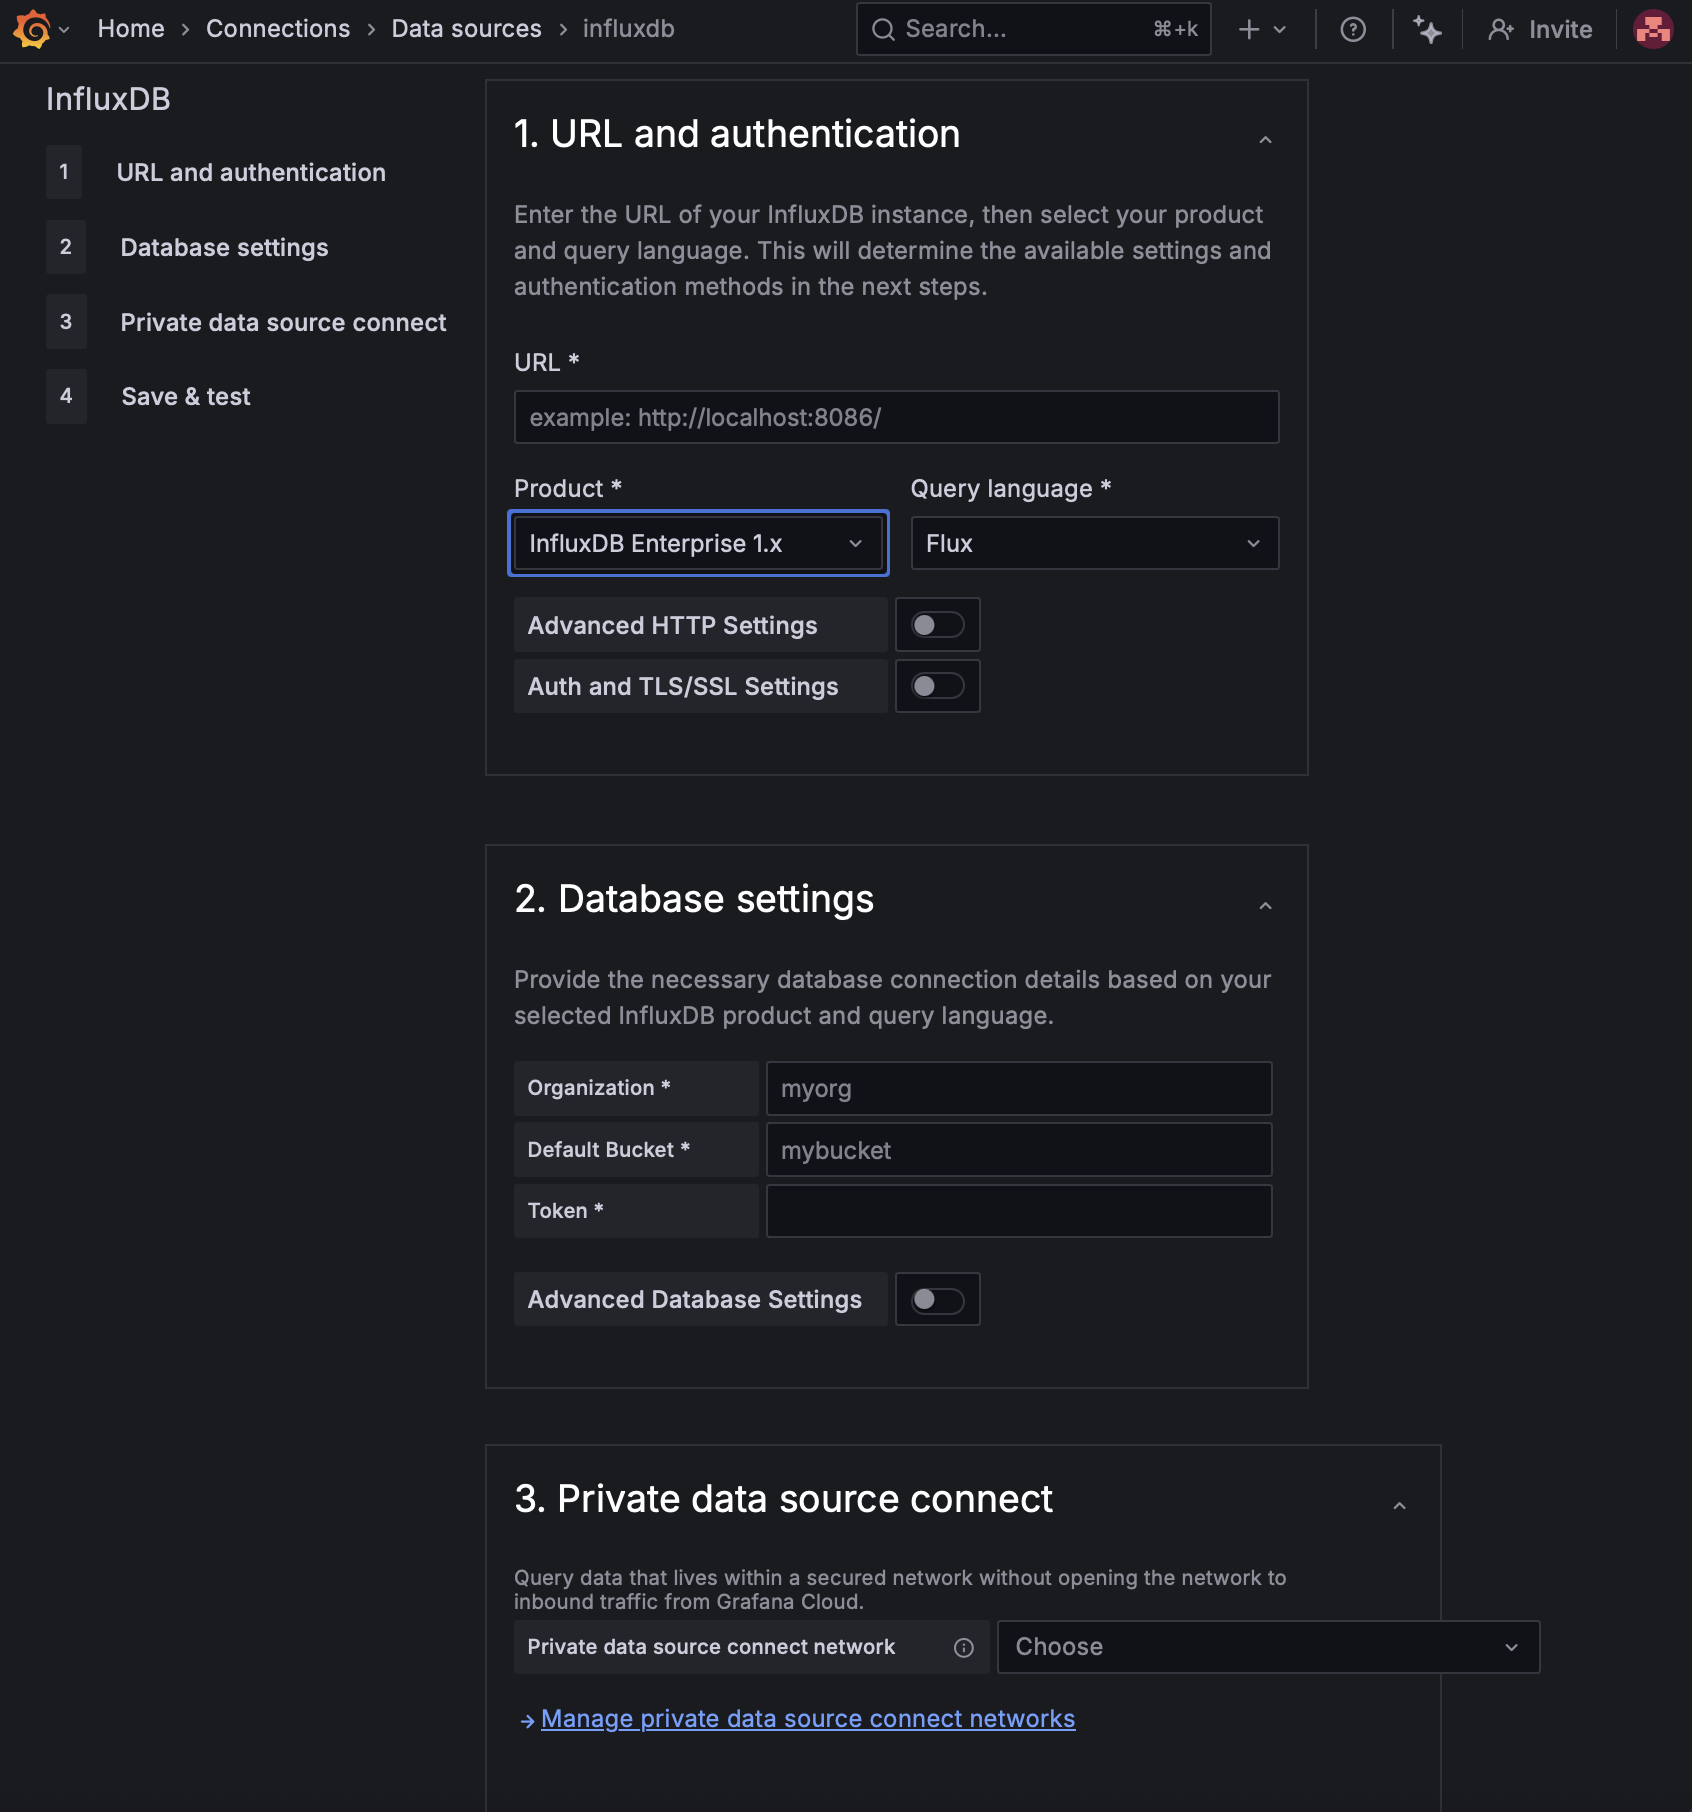 Home › Connections › Data sources › influxdb
Search... ⌘+k
Invite
InfluxDB
1 URL and authentication
2 Database settings
3 Private data source connect
4 Save & test
1. URL and authentication
Enter the URL of your InfluxDB instance, then select your product
and query language. This will determine the available settings and
authentication methods in the next steps.
URL *
example: http://localhost:8086/
Product * Query language *
InfluxDB Enterprise 1.x Flux
Advanced HTTP Settings
Auth and TLS/SSL Settings
2. Database settings
Provide the necessary database connection details based on your
selected InfluxDB product and query language.
Organization * myorg
Default Bucket * mybucket
Token *
Advanced Database Settings
3. Private data source connect
Query data that lives within a secured network without opening the network to
inbound traffic from Grafana Cloud.
Private data source connect network Choose
Manage private data source connect networks